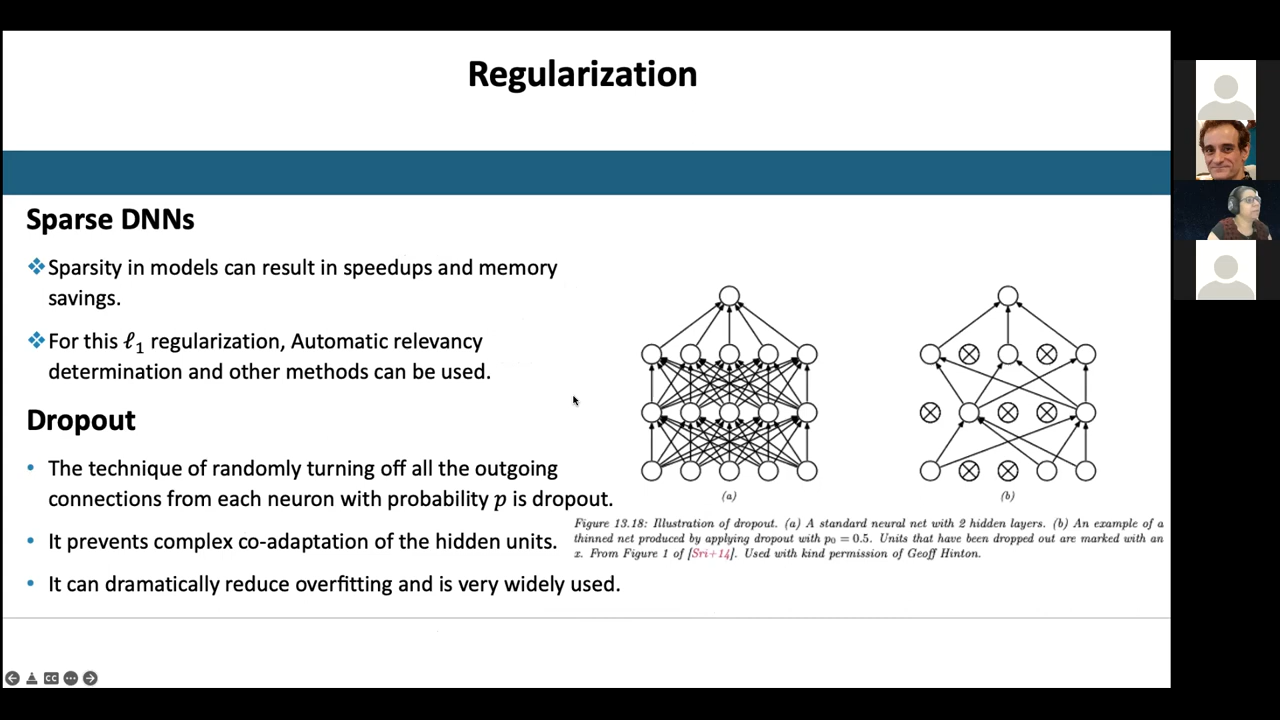 Regularization
Sparse DNNs
❖Sparsity in models can result in speedups and memory
savings.
❖For this ℓ₁ regularization, Automatic relevancy
determination and other methods can be used.
Dropout
• The technique of randomly turning off all the outgoing
connections from each neuron with probability p is dropout.
• It prevents complex co-adaptation of the hidden units.
• It can dramatically reduce overfitting and is very widely used.
(a)
(b)
Figure 13.18: Illustration of dropout. (a) A standard neural net with 2 hidden layers. (b) An example of a
thinned net produced by applying dropout with p₀ = 0.5. Units that have been dropped out are marked with an
x. From Figure 1 of [Sri+14]. Used with kind permission of Geoff Hinton.
CC